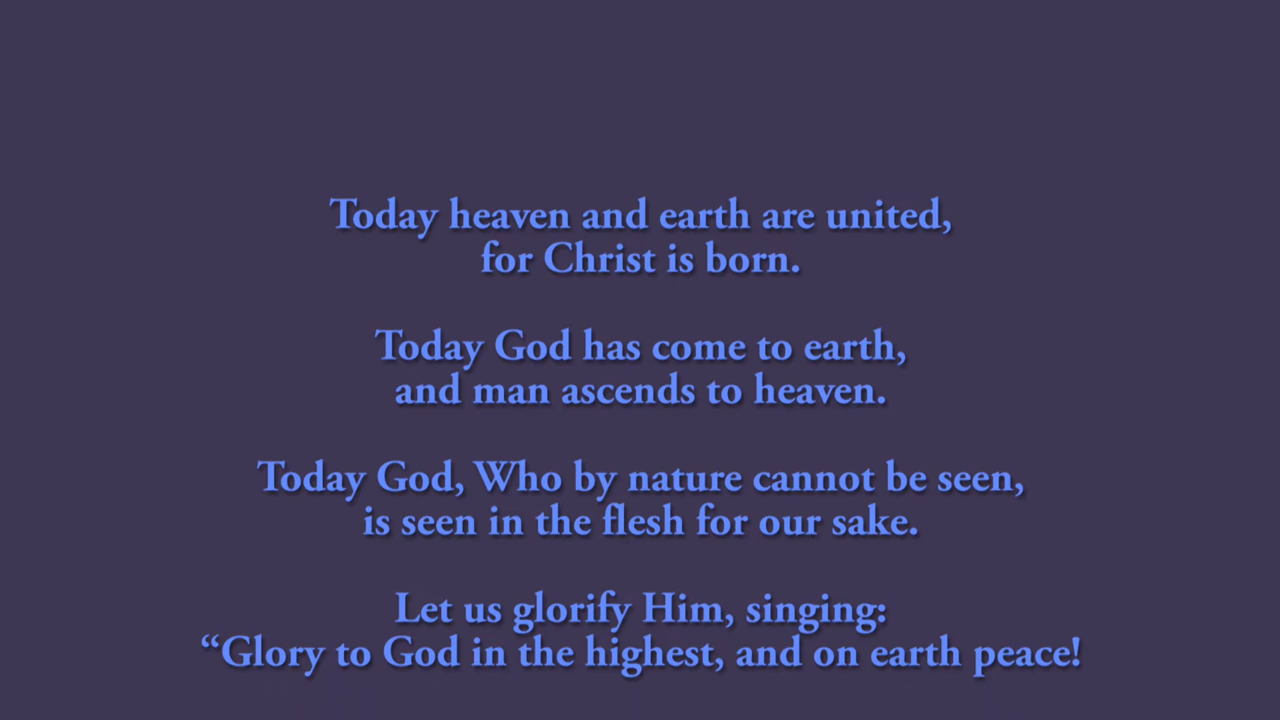 Today heaven and earth are united,
for Christ is born.
Today God has come to earth,
and man ascends to heaven.
Today God, Who by nature cannot be seen,
is seen in the flesh for our sake.
Let us glorify Him, singing:
“Glory to God in the highest, and on earth peace!